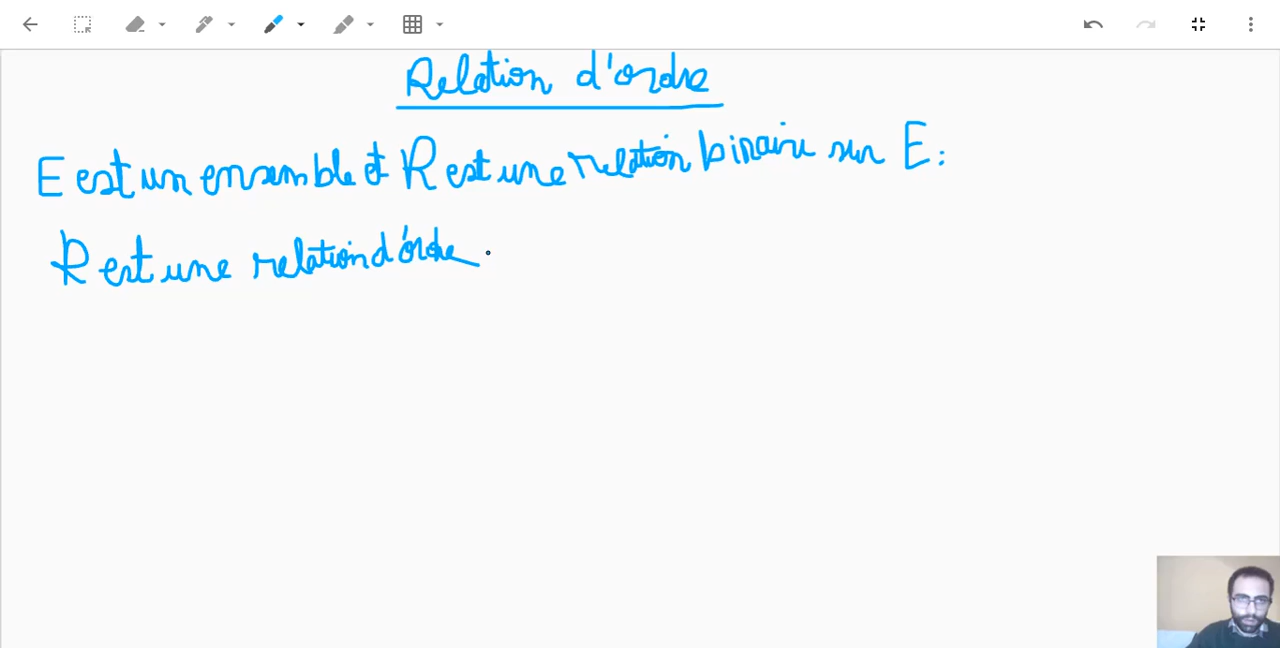 Relation d'ordre
E est un ensemble et R est une relation binaire sur E :
R est une relation d'ordre